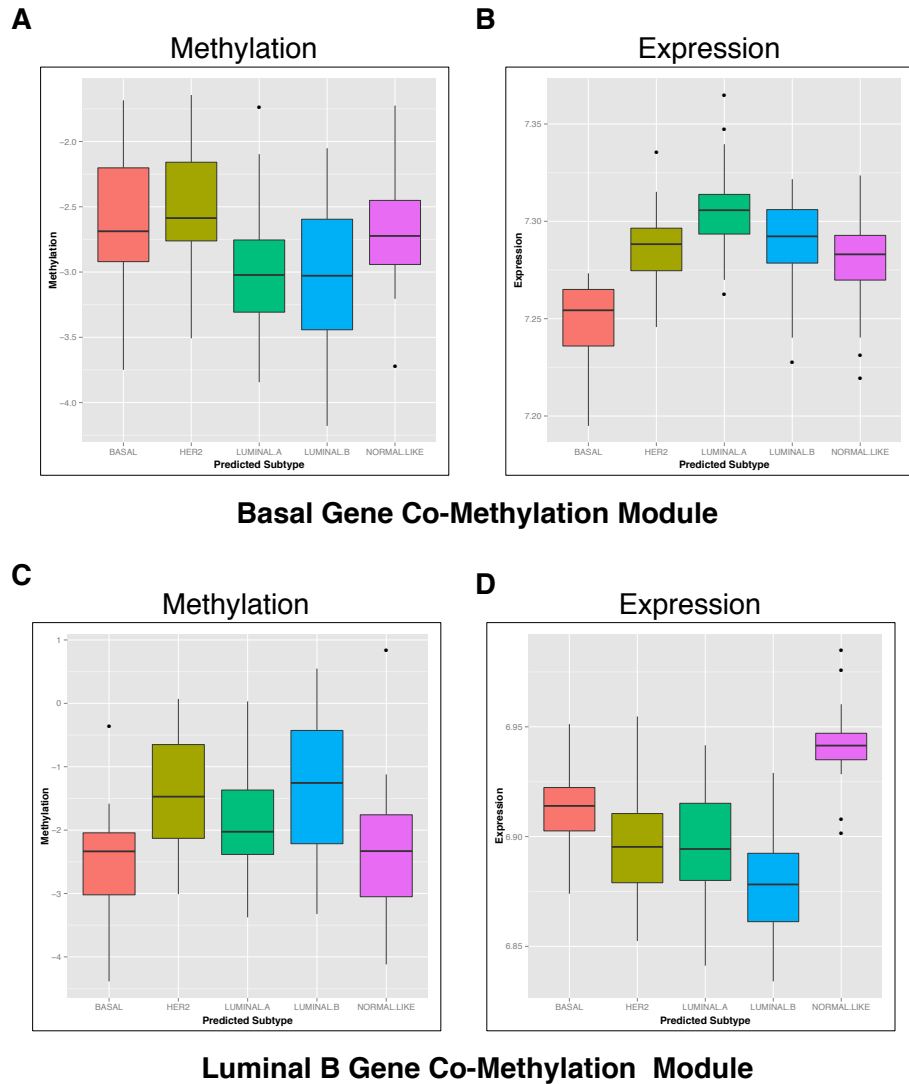 A
Methylation
−2.0
−2.5
−3.0
−3.5
−4.0
Methylation
BASAL HER2 LUMINAL.A LUMINAL.B NORMAL.LIKE
Predicted Subtype
B
Expression
7.35
7.30
7.25
7.20
Expression
BASAL HER2 LUMINAL.A LUMINAL.B NORMAL.LIKE
Predicted Subtype
Basal Gene Co-Methylation Module
C
Methylation
1
0
−1
−2
−3
−4
Methylation
BASAL HER2 LUMINAL.A LUMINAL.B NORMAL.LIKE
Predicted Subtype
D
Expression
6.95
6.90
6.85
Expression
BASAL HER2 LUMINAL.A LUMINAL.B NORMAL.LIKE
Predicted Subtype
Luminal B Gene Co-Methylation Module